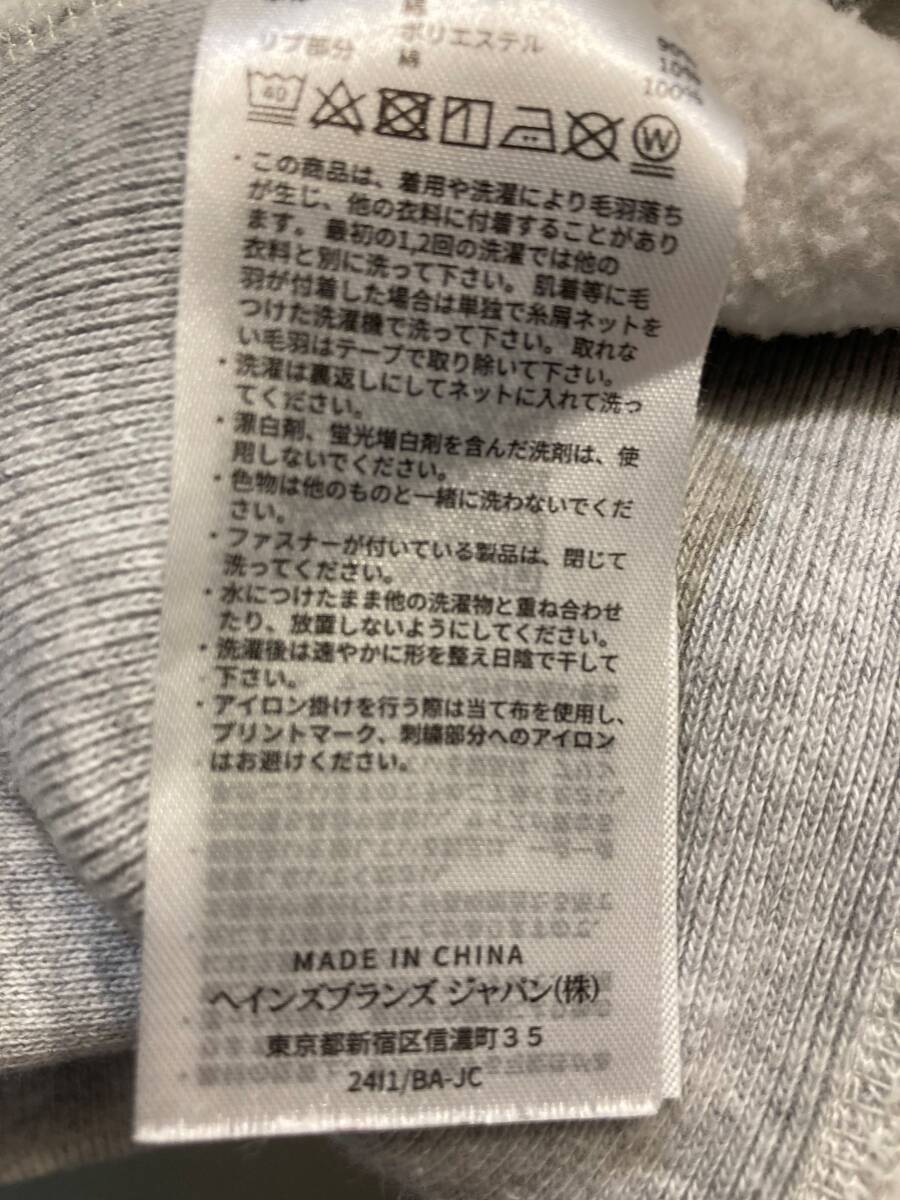 綿
ポリエステル
リブ部分 綿
90%
10%
100%
40
W
・この商品は、着用や洗濯により毛羽落ち
が生じ、他の衣料に付着することがあり
ます。最初の1,2回の洗濯では他の
衣料と別に洗って下さい。肌着等に毛
羽が付着した場合は単独で糸屑ネットを
つけた洗濯機で洗って下さい。取れな
い毛羽はテープで取り除いて下さい。
・洗濯は裏返しにしてネットに入れて洗っ
てください。
・漂白剤、蛍光増白剤を含んだ洗剤は、使
用しないでください。
・色物は他のものと一緒に洗わないでくだ
さい。
・ファスナーが付いている製品は、閉じて
洗ってください。
・水につけたまま他の洗濯物と重ね合わせ
たり、放置しないようにしてください。
・洗濯後は速やかに形を整え日陰で干して
下さい。
・アイロン掛けを行う際は当て布を使用し、
プリントマーク、刺繍部分へのアイロン
はお避けください。
MADE IN CHINA
ヘインズブランズ ジャパン(株)
東京都新宿区信濃町35
24I1/BA-JC